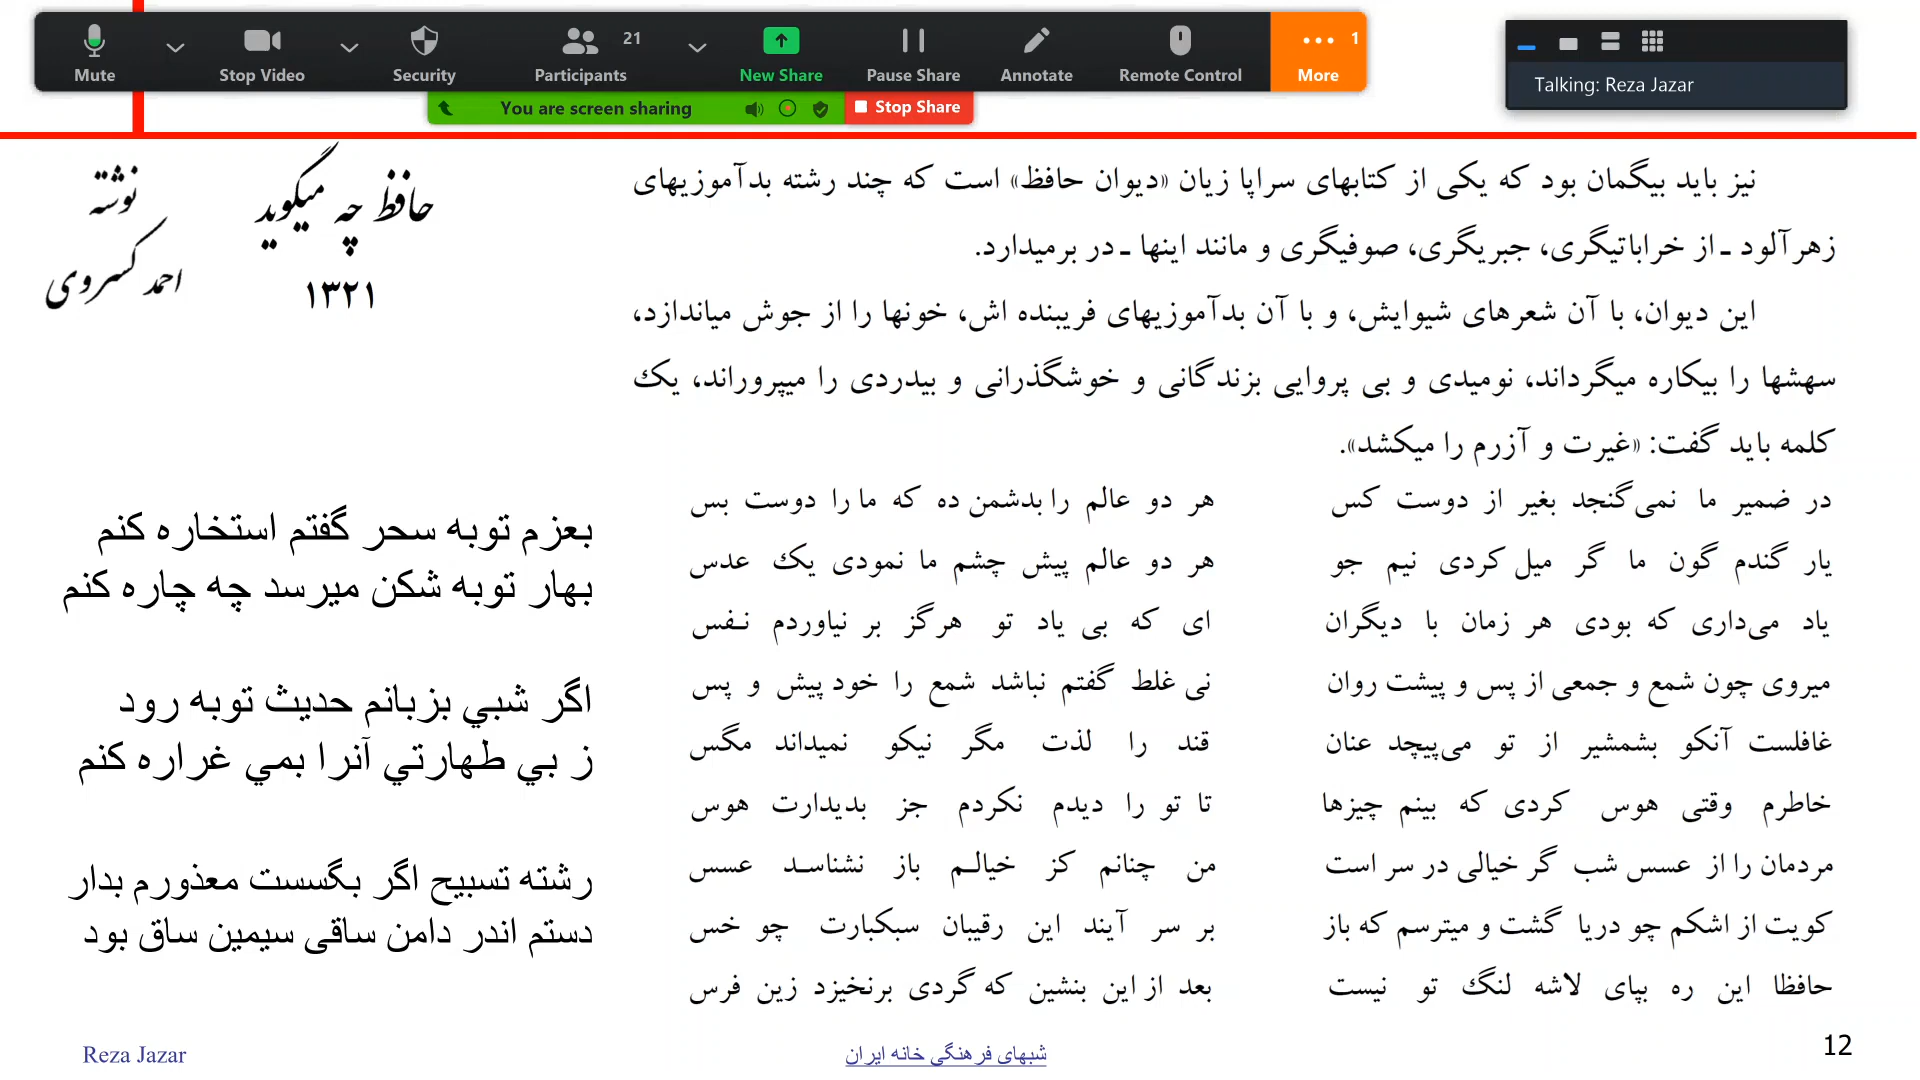 Mute
Stop Video
Security
Participants
21
New Share
Pause Share
Annotate
Remote Control
More
1
You are screen sharing
Stop Share
Talking: Reza Jazar
حافظ چه میگوید
۱۳۲۱
نوشته
احمد کسروی
نیز باید بیگمان بود که یکی از کتابهای سراپا زیان «دیوان حافظ» است که چند رشته بدآموزیهای
زهرآلود ـ از خراباتیگری، جبریگری، صوفیگری و مانند اینها ـ در برمیدارد.
این دیوان، با آن شعرهای شیوایش، و با آن بدآموزیهای فریبنده اش، خونها را از جوش میاندازد،
سهشها را بیکاره میگرداند، نومیدی و بی پروایی بزندگانی و خوشگذرانی و بیدردی را میپروراند، یک
کلمه باید گفت: «غیرت و آزرم را میکشد».
در ضمیر ما نمی‌گنجد بغیر از دوست کس هر دو عالم را بدشمن ده که ما را دوست بس
یار گندم گون ما گر میل کردی نیم جو هر دو عالم پیش چشم ما نمودی یک عدس
یاد می‌داری که بودی هر زمان با دیگران ای که بی یاد تو هرگز بر نیاوردم نـفس
میروی چون شمع و جمعی از پس و پیشت روان نی غلط گفتم نباشد شمع را خود پیش و پس
غافلست آنکو بشمشیر از تو می‌پیچد عنان قند را لذت مگر نیکو نمیداند مگس
خاطرم وقتی هوس کردی که بینم چیزها تا تو را دیدم نکردم جز بدیدارت هوس
مردمان را از عسس شب گر خیالی در سر است من چنانم کز خیالـم باز نشناسـد عسس
کویت از اشکم چو دریا گشت و میترسم که باز بر سر آیند این رقیبان سبکبارت چو خس
حافظا این ره بپای لاشه لنگ تو نیست بعد از این بنشین که گردی برنخیزد زین فرس
بعزم توبه سحر گفتم استخاره کنم
بهار توبه شکن میرسد چه چاره کنم
اگر شبي بزبانم حديث توبه رود
ز بي طهارتي آنرا بمي غراره كنم
رشته تسبیح اگر بگسست معذورم بدار
دستم اندر دامن ساقی سیمین ساق بود
Reza Jazar
شبهای فرهنگی خانه ایران
12